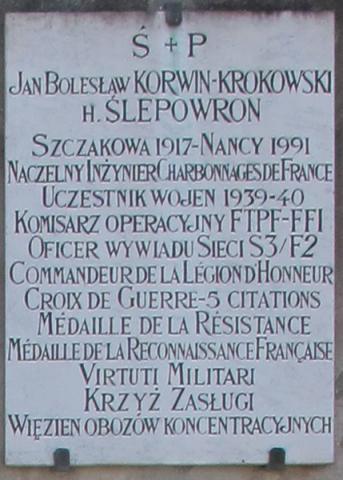 Ś + P
Jan Bolesław KORWIN-KROKOWSKI
H. ŚLEPOWRON
Szczakowa 1917-Nancy 1991
Naczelny Inżynier Charbonnages de France
Uczestnik wojen 1939-40
Komisarz operacyjny FTPF-FFI
Oficer wywiadu Sieci S3/F2
Commandeur de la Légion d'Honneur
Croix de Guerre-5 citations
Médaille de la Résistance
Médaille de la Reconnaissance Française
Virtuti Militari
Krzyż Zasługi
Więzien obozów koncentracyjnych